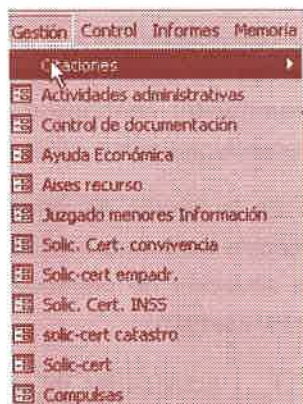 Gestión Control Informes Memoria
Citaciones
Actividades administrativas
Control de documentación
Ayuda Económica
Aises recurso
Juzgado menores Información
Solic. Cert. convivencia
Solic-cert empadr.
Solic. Cert. INSS
solic-cert catastro
Solic-cert
Compulsas